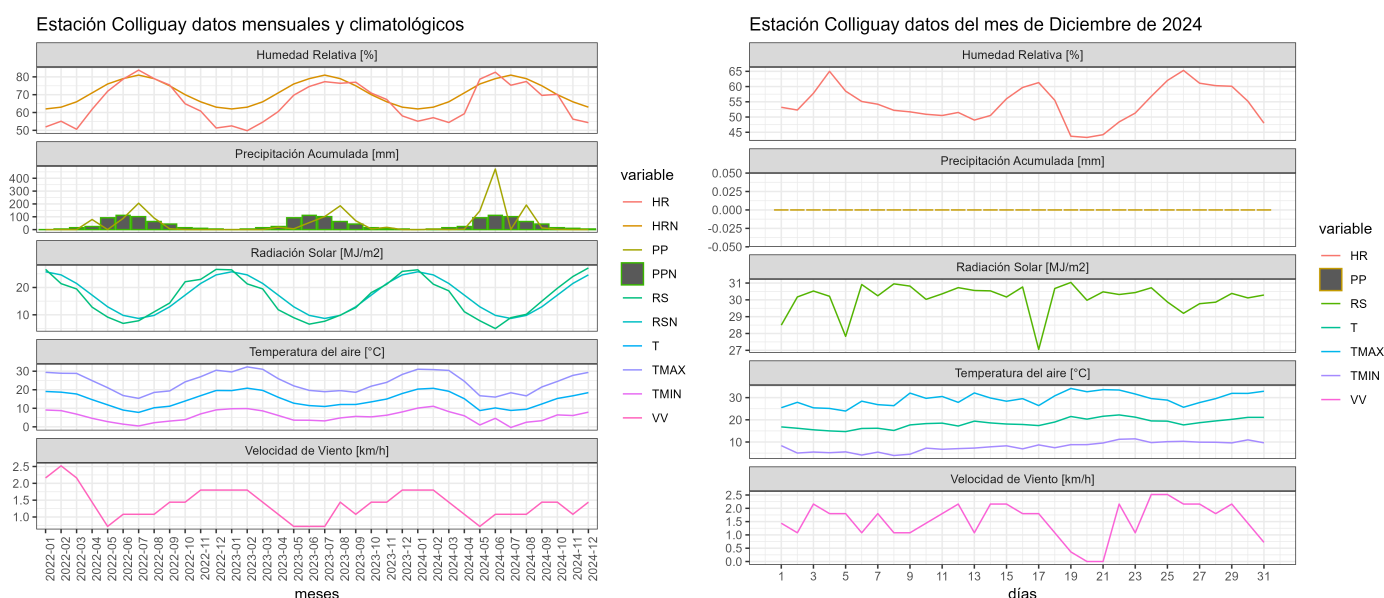 Estación Colliguay datos mensuales y climatológicos
Humedad Relativa [%]
80
70
60
50
Precipitación Acumulada [mm]
400
300
200
100
0
Radiación Solar [MJ/m2]
20
10
Temperatura del aire [°C]
30
20
10
0
Velocidad de Viento [km/h]
2.5
2.0
1.5
1.0
2022-01
2022-02
2022-03
2022-04
2022-05
2022-06
2022-07
2022-08
2022-09
2022-10
2022-11
2022-12
2023-01
2023-02
2023-03
2023-04
2023-05
2023-06
2023-07
2023-08
2023-09
2023-10
2023-11
2023-12
2024-01
2024-02
2024-03
2024-04
2024-05
2024-06
2024-07
2024-08
2024-09
2024-10
2024-11
2024-12
meses
variable
HR
HRN
PP
PPN
RS
RSN
T
TMAX
TMIN
VV
Estación Colliguay datos del mes de Diciembre de 2024
Humedad Relativa [%]
65
60
55
50
45
Precipitación Acumulada [mm]
0.050
0.025
0.000
-0.025
-0.050
Radiación Solar [MJ/m2]
31
30
29
28
27
Temperatura del aire [°C]
30
20
10
Velocidad de Viento [km/h]
2.5
2.0
1.5
1.0
0.5
0.0
1 3 5 7 9 11 13 15 17 19 21 23 25 27 29 31
días
variable
HR
PP
RS
T
TMAX
TMIN
VV